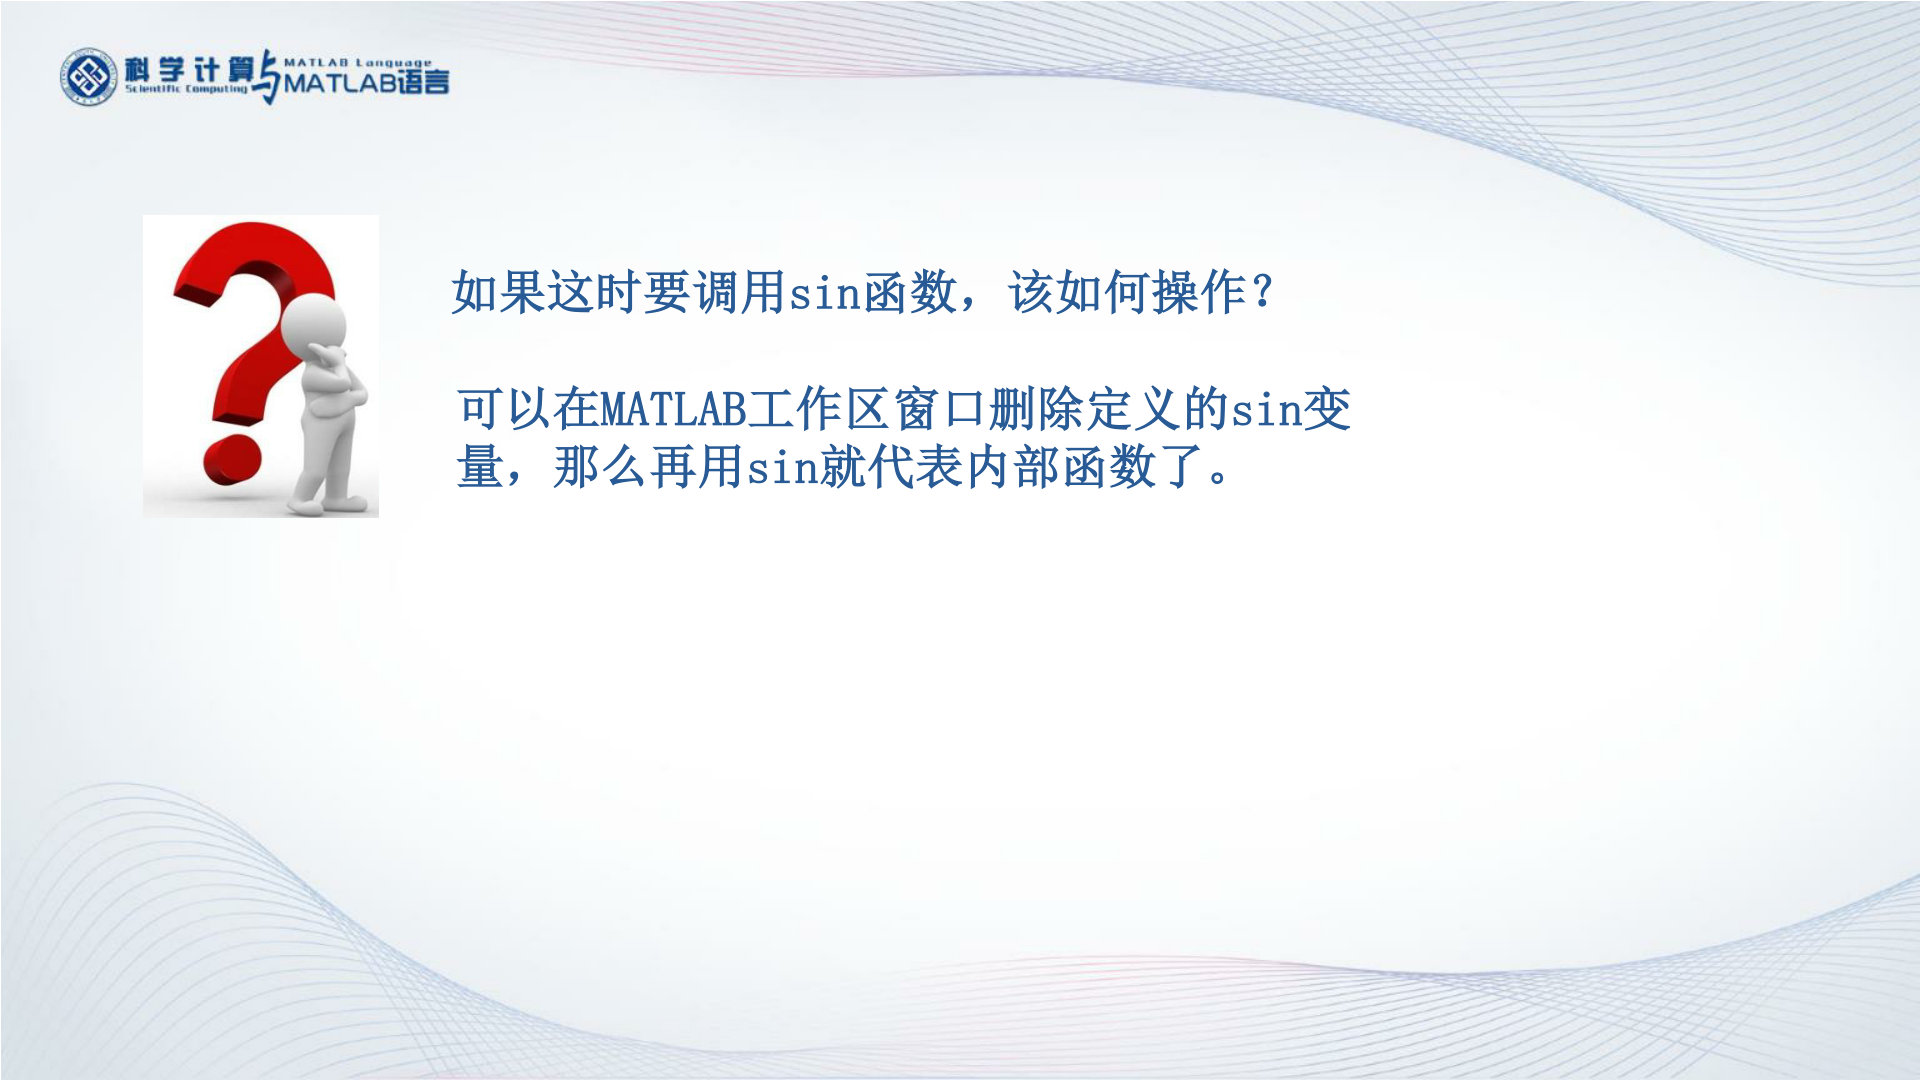 科学计算与MATLAB语言
Scientific Computing MATLAB Language
如果这时要调用sin函数，该如何操作？
可以在MATLAB工作区窗口删除定义的sin变
量，那么再用sin就代表内部函数了。